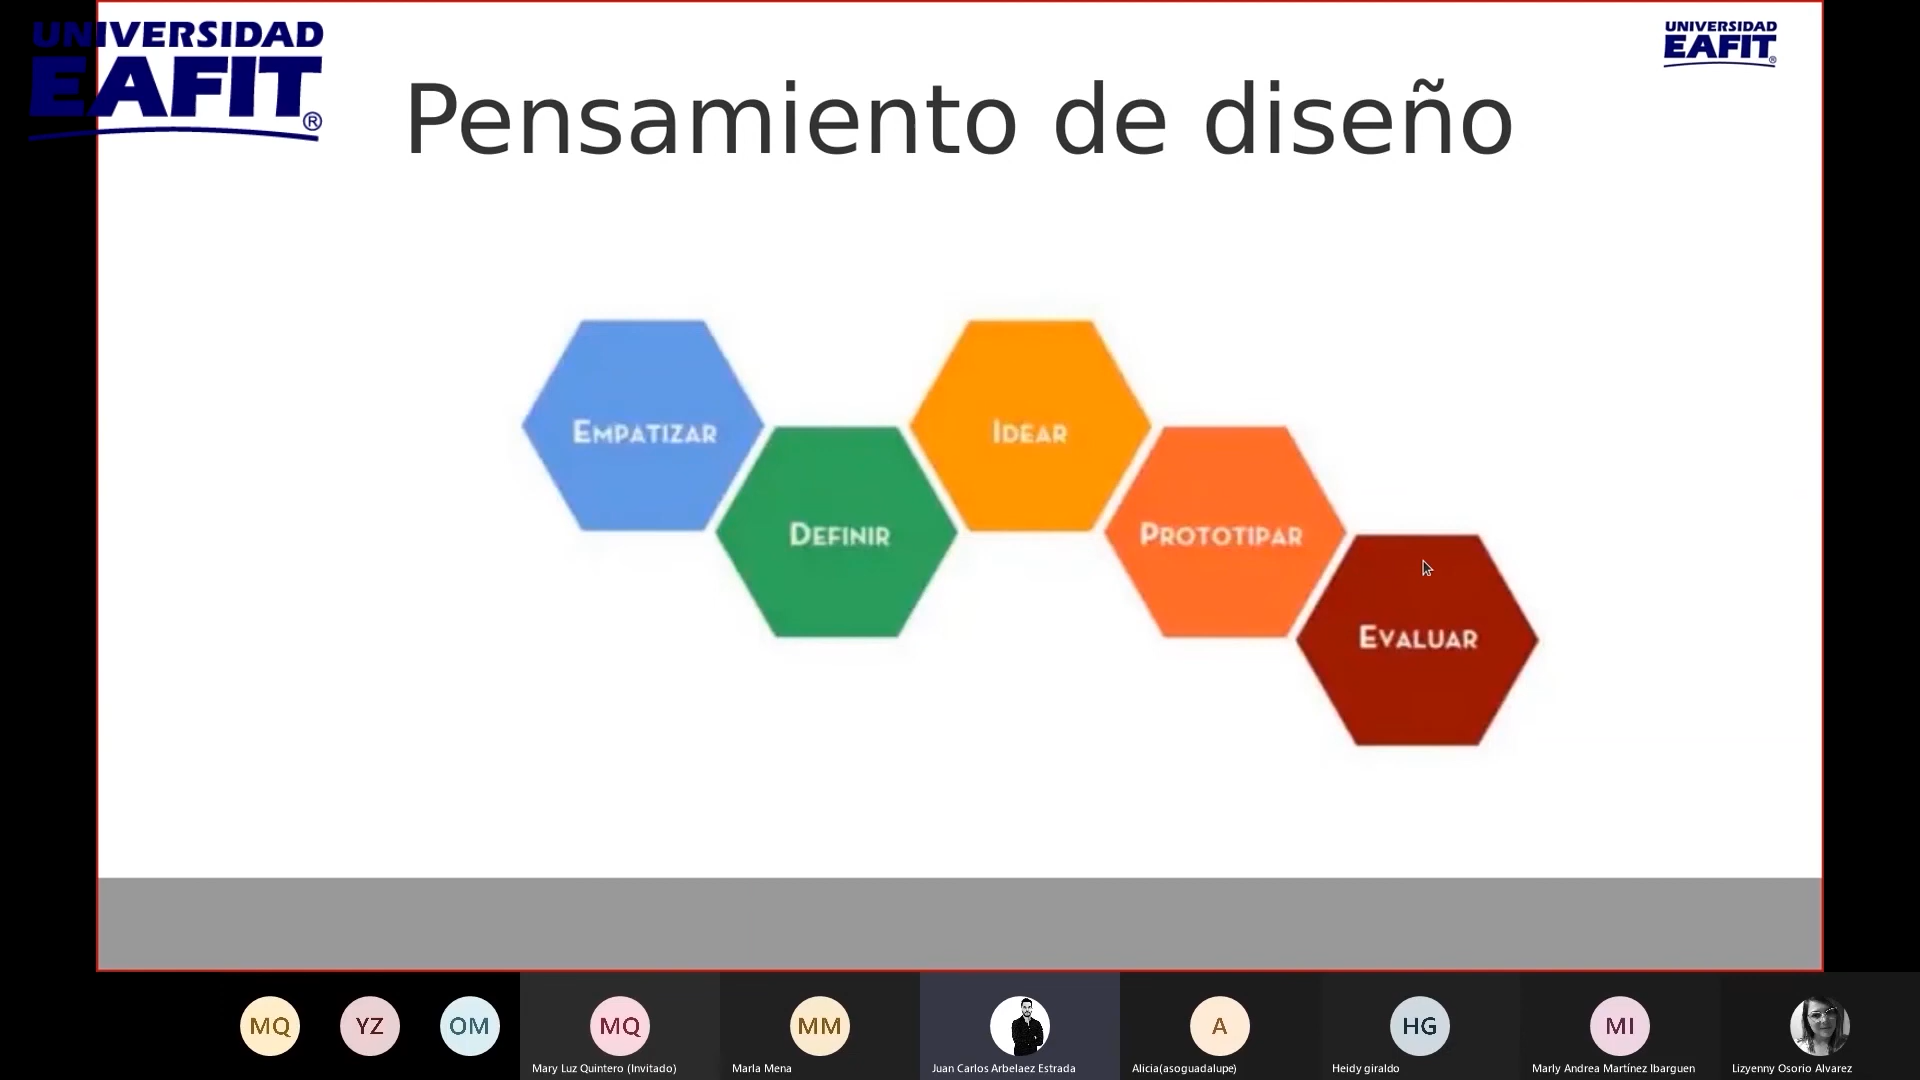 UNIVERSIDAD
EAFIT®
UNIVERSIDAD
EAFIT®
Pensamiento de diseño
EMPATIZAR
IDEAR
DEFINIR
PROTOTIPAR
EVALUAR
MQ
YZ
OM
MQ
MM
A
HG
MI
Mary Luz Quintero (Invitado)
Marla Mena
Juan Carlos Arbelaez Estrada
Alicia(asoguadalupe)
Heidy giraldo
Marly Andrea Martínez Ibarguen
Lizyenny Osorio Alvarez